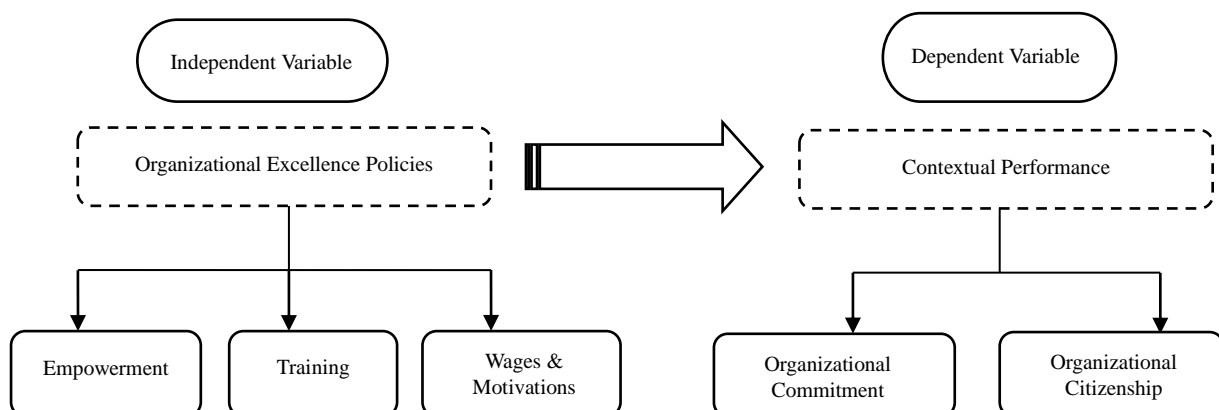 Independent Variable
Dependent Variable
Organizational Excellence Policies
Contextual Performance
Empowerment
Training
Wages &
Motivations
Organizational
Commitment
Organizational
Citizenship